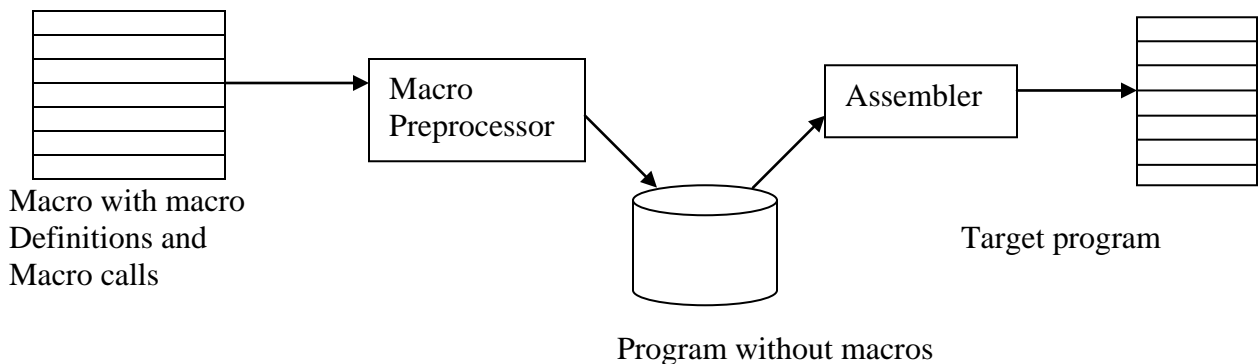 Macro
Preprocessor
Assembler
Macro with macro
Definitions and
Macro calls
Target program
Program without macros